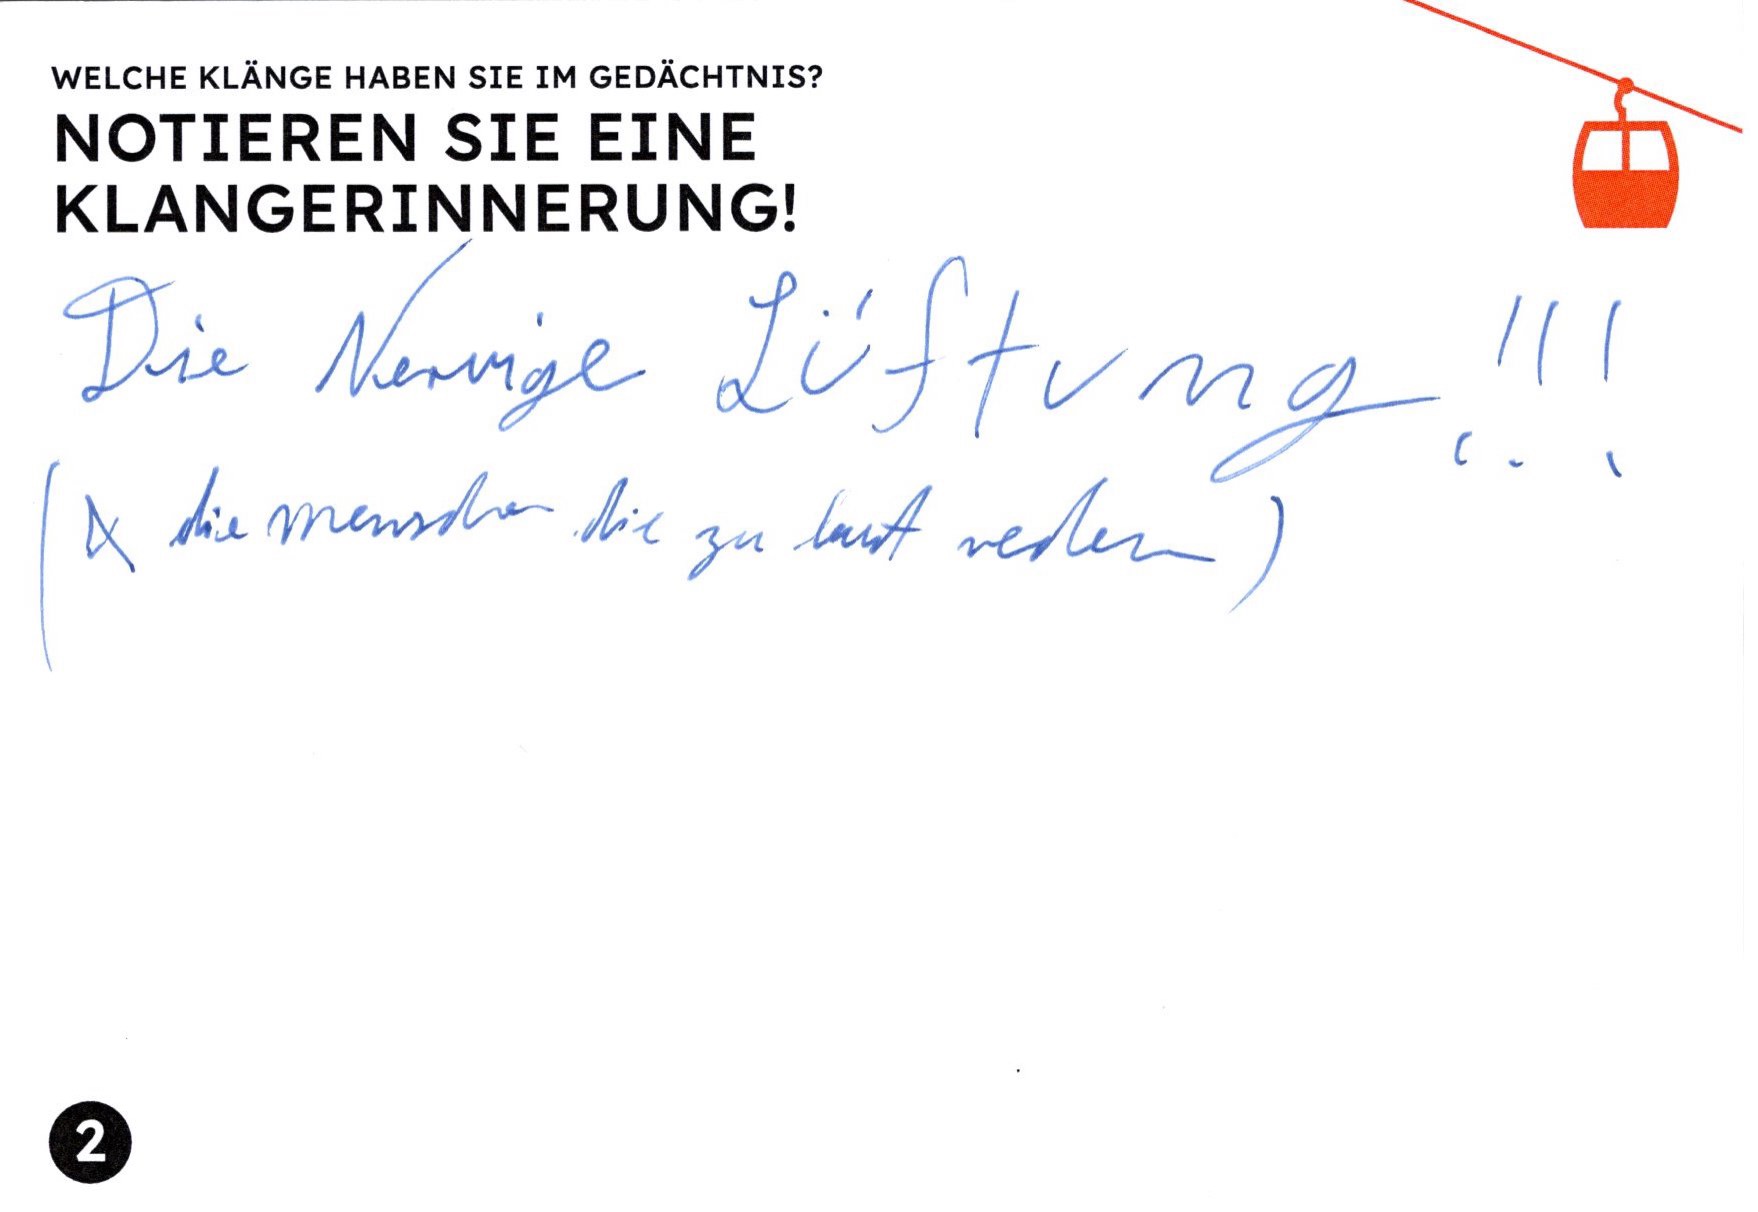 WELCHE KLÄNGE HABEN SIE IM GEDÄCHTNIS?
NOTIEREN SIE EINE
KLANGERINNERUNG!
Die Nervige Lüftung!!!
(& die menschen die zu laut reden)
2